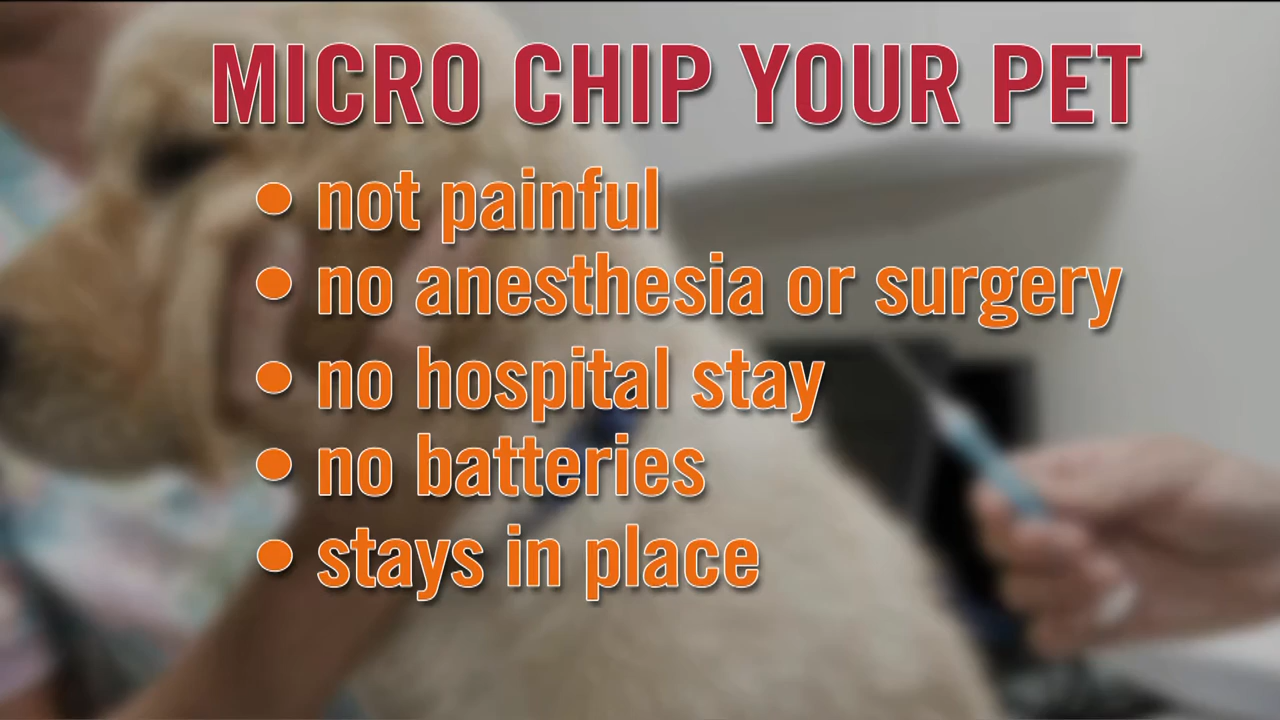 MICRO CHIP YOUR PET
• not painful
• no anesthesia or surgery
• no hospital stay
• no batteries
• stays in place